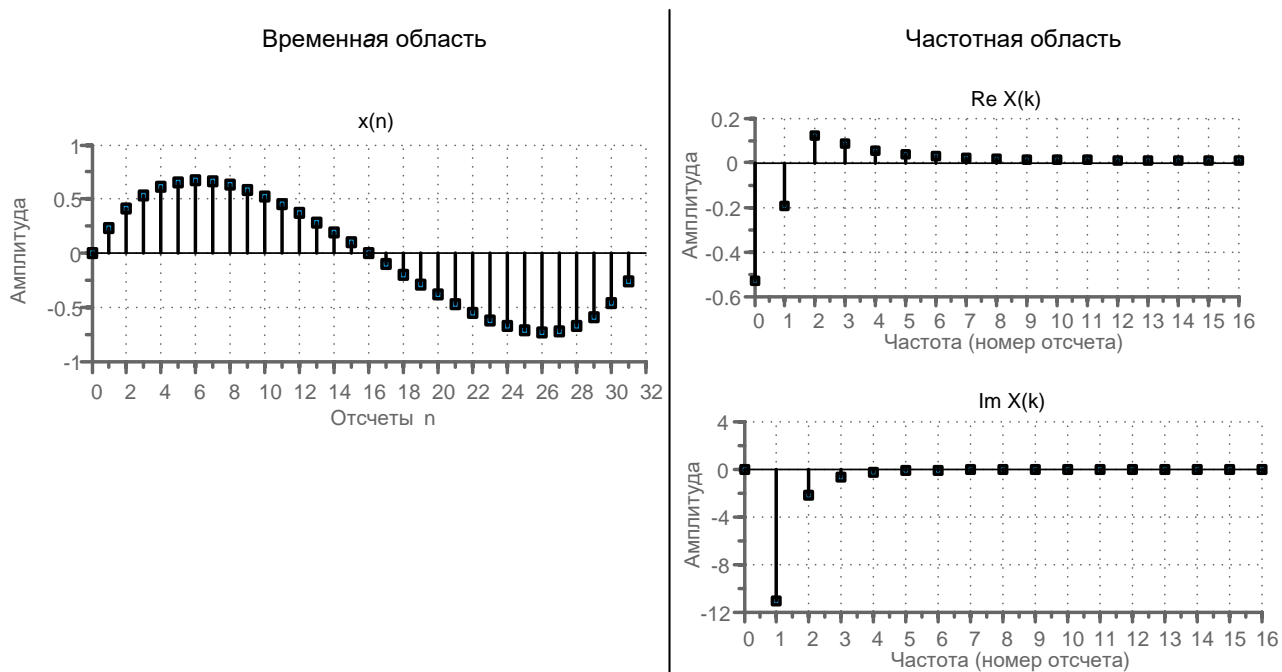 Временная область
x(n)
Амплитуда
1
0.5
0
-0.5
-1
0 2 4 6 8 10 12 14 16 18 20 22 24 26 28 30 32
Отсчеты n
Частотная область
Re X(k)
Амплитуда
0.2
0
-0.2
-0.4
-0.6
0 1 2 3 4 5 6 7 8 9 10 11 12 13 14 15 16
Частота (номер отсчета)
Im X(k)
Амплитуда
4
0
-4
-8
-12
0 1 2 3 4 5 6 7 8 9 10 11 12 13 14 15 16
Частота (номер отсчета)